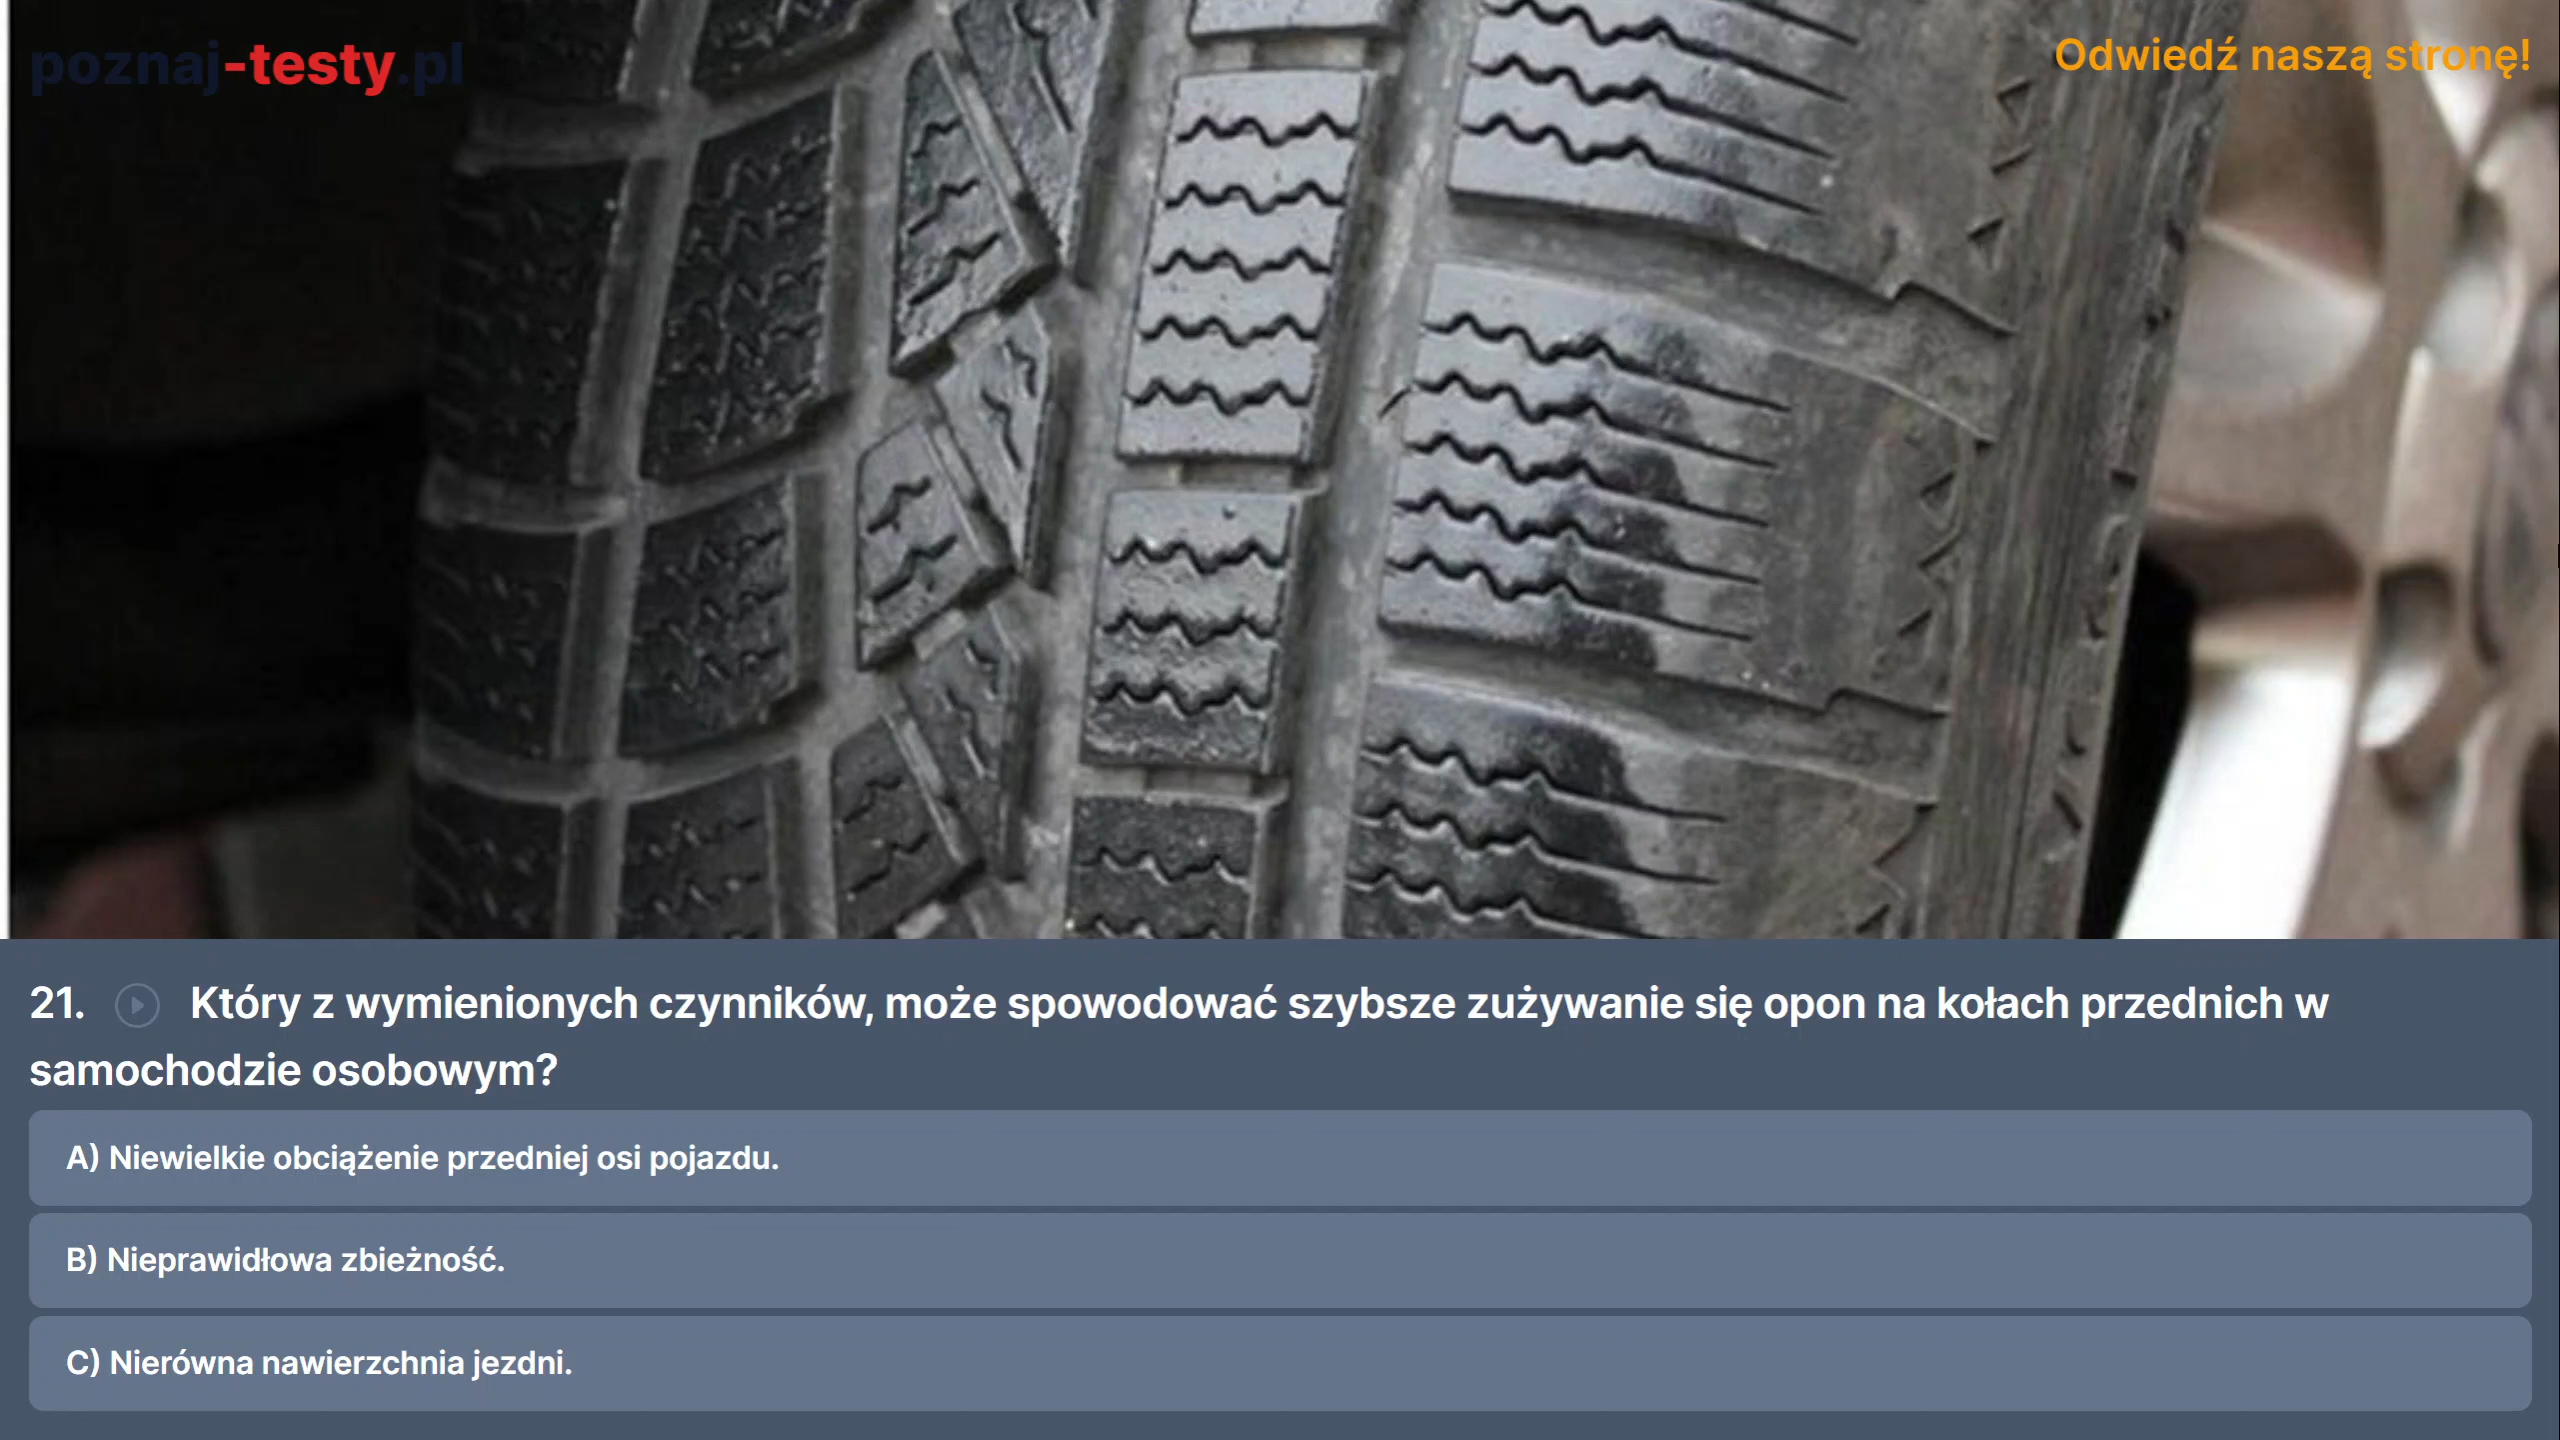 poznaj-testy.pl
Odwiedź naszą stronę!
21. Który z wymienionych czynników, może spowodować szybsze zużywanie się opon na kołach przednich w
samochodzie osobowym?
A) Niewielkie obciążenie przedniej osi pojazdu.
B) Nieprawidłowa zbieżność.
C) Nierówna nawierzchnia jezdni.